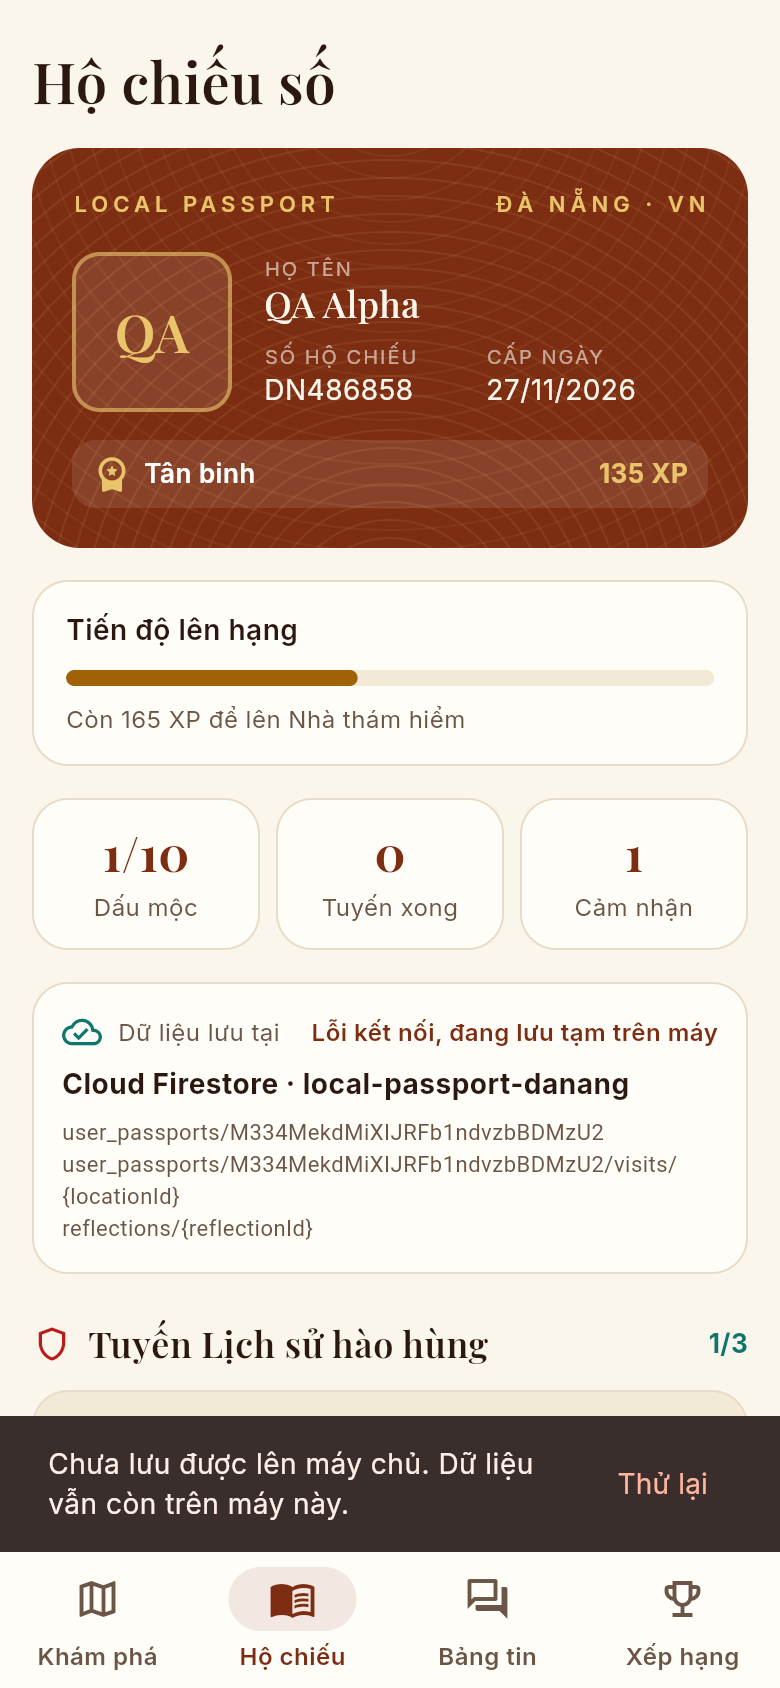 Hộ chiếu số
LOCAL PASSPORT
ĐÀ NẴNG · VN
QA
HỌ TÊN
QA Alpha
SỐ HỘ CHIẾU
CẤP NGÀY
DN486858
27/11/2026
Tân binh
135 XP
Tiến độ lên hạng
Còn 165 XP để lên Nhà thám hiểm
1/10
Dấu mộc
0
Tuyến xong
1
Cảm nhận
Dữ liệu lưu tại
Lỗi kết nối, đang lưu tạm trên máy
Cloud Firestore · local-passport-danang
user_passports/M334MekdMiXIJRFb1ndvzbBDMzU2
user_passports/M334MekdMiXIJRFb1ndvzbBDMzU2/visits/
{locationId}
reflections/{reflectionId}
Tuyến Lịch sử hào hùng
1/3
Chưa lưu được lên máy chủ. Dữ liệu
vẫn còn trên máy này.
Thử lại
Khám phá
Hộ chiếu
Bảng tin
Xếp hạng